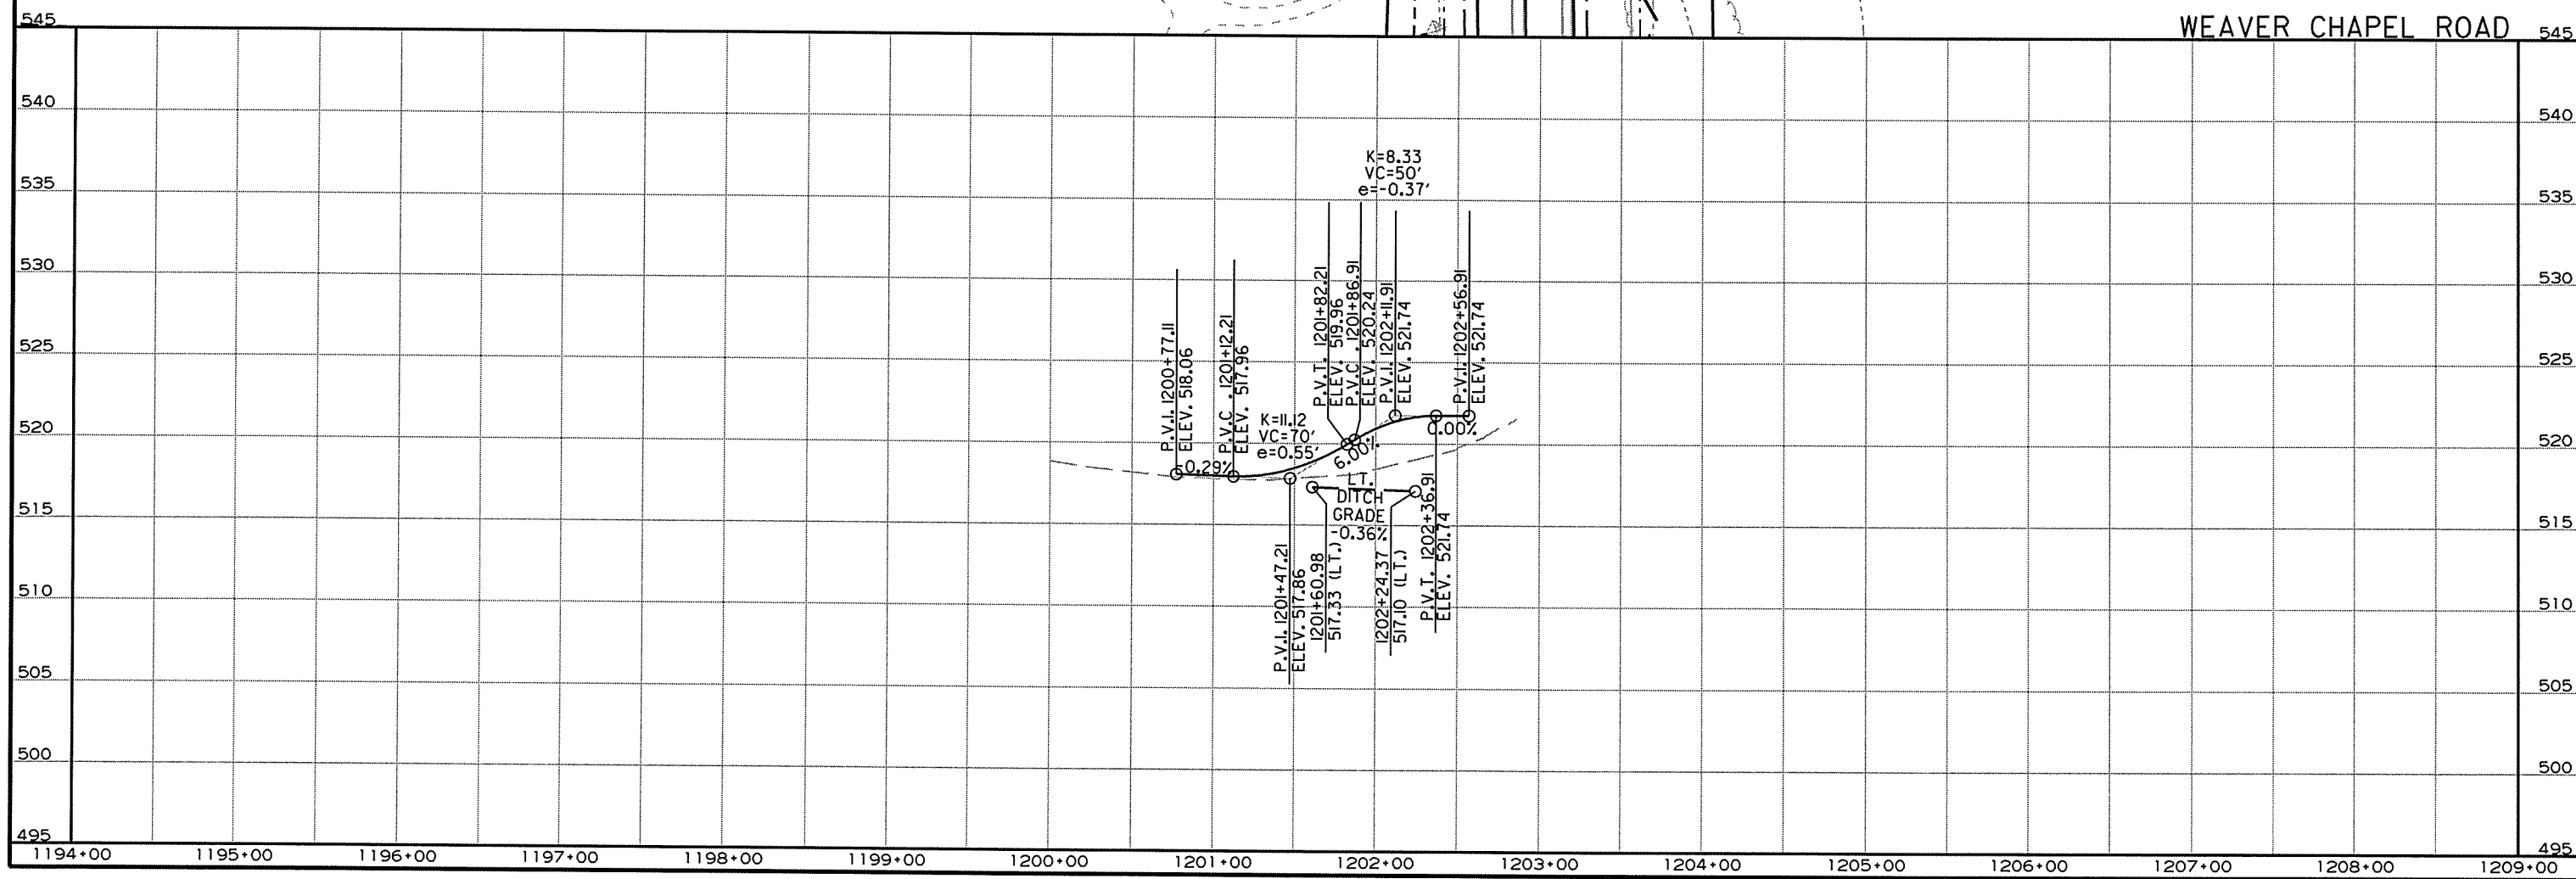 WEAVER CHAPEL ROAD
545
545
540
540
535
535
530
530
525
525
520
520
515
515
510
510
505
505
500
500
495
495
K=8.33
VC=50'
e=-0.37'
P.V.I. 1200+77.11
ELEV. 518.06
P.V.C. 1201+12.21
ELEV. 517.96
K=11.12
VC=70'
e=0.55'
P.V.T. 1201+82.21
ELEV. 519.96
P.V.C. 1201+86.91
ELEV. 520.24
P.V.I. 1202+11.91
ELEV. 521.74
P.V.I. 1202+56.91
ELEV. 521.74
-0.29%
6.00%
0.00%
LT.
DITCH
GRADE
-0.36%
P.V.I. 1201+47.21
ELEV. 517.86
1201+60.98
517.33 (LT.)
1202+24.37
517.10 (LT.)
P.V.T. 1202+36.91
ELEV. 521.74
1194+00 1195+00 1196+00 1197+00 1198+00 1199+00 1200+00 1201+00 1202+00 1203+00 1204+00 1205+00 1206+00 1207+00 1208+00 1209+00